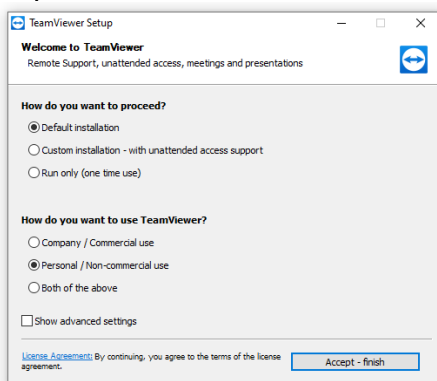 TeamViewer Setup
Welcome to TeamViewer
Remote Support, unattended access, meetings and presentations
How do you want to proceed?
Default installation
Custom installation - with unattended access support
Run only (one time use)
How do you want to use TeamViewer?
Company / Commercial use
Personal / Non-commercial use
Both of the above
Show advanced settings
License Agreement: By continuing, you agree to the terms of the license
agreement.
Accept - finish